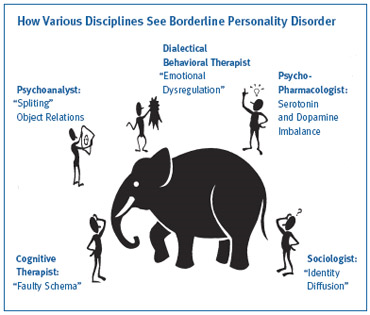 How Various Disciplines See Borderline Personality Disorder
Dialectical
Behavioral Therapist
“Emotional
Dysregulation”
Psychoanalyst:
“Spliting”
Object Relations
Psycho-
Pharmacologist:
Serotonin
and Dopamine
Imbalance
?
Cognitive
Therapist:
“Faulty Schema”
Sociologist:
“Identity
Diffusion”